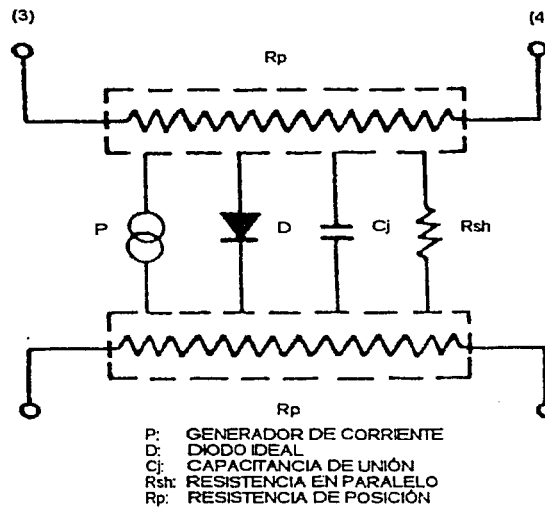 (3) (4
Rp
P D Cj Rsh
Rp
P: GENERADOR DE CORRIENTE
D: DIODO IDEAL
Cj: CAPACITANCIA DE UNIÓN
Rsh: RESISTENCIA EN PARALELO
Rp: RESISTENCIA DE POSICIÓN